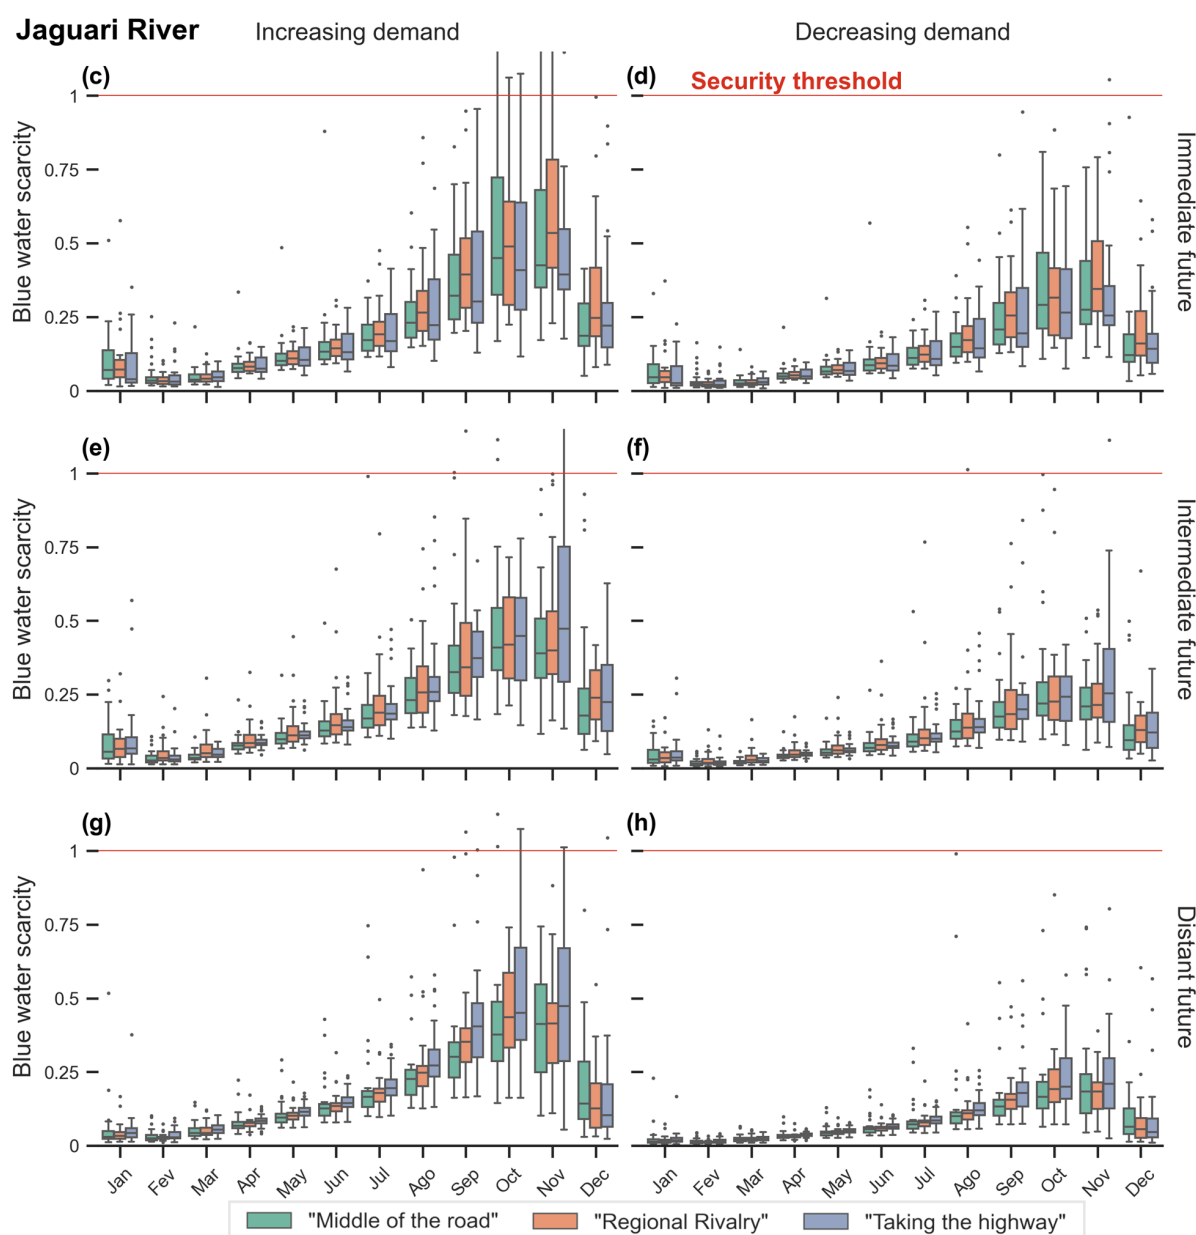 Jaguari River Increasing demand Decreasing demand
(c) (d) Security threshold
1
0.75
0.5
0.25
0
Blue water scarcity
Immediate future
(e) (f)
1
0.75
0.5
0.25
0
Blue water scarcity
Intermediate future
(g) (h)
1
0.75
0.5
0.25
0
Blue water scarcity
Distant future
Jan Fev Mar Apr May Jun Jul Ago Sep Oct Nov Dec
Jan Fev Mar Apr May Jun Jul Ago Sep Oct Nov Dec
"Middle of the road" "Regional Rivalry" "Taking the highway"